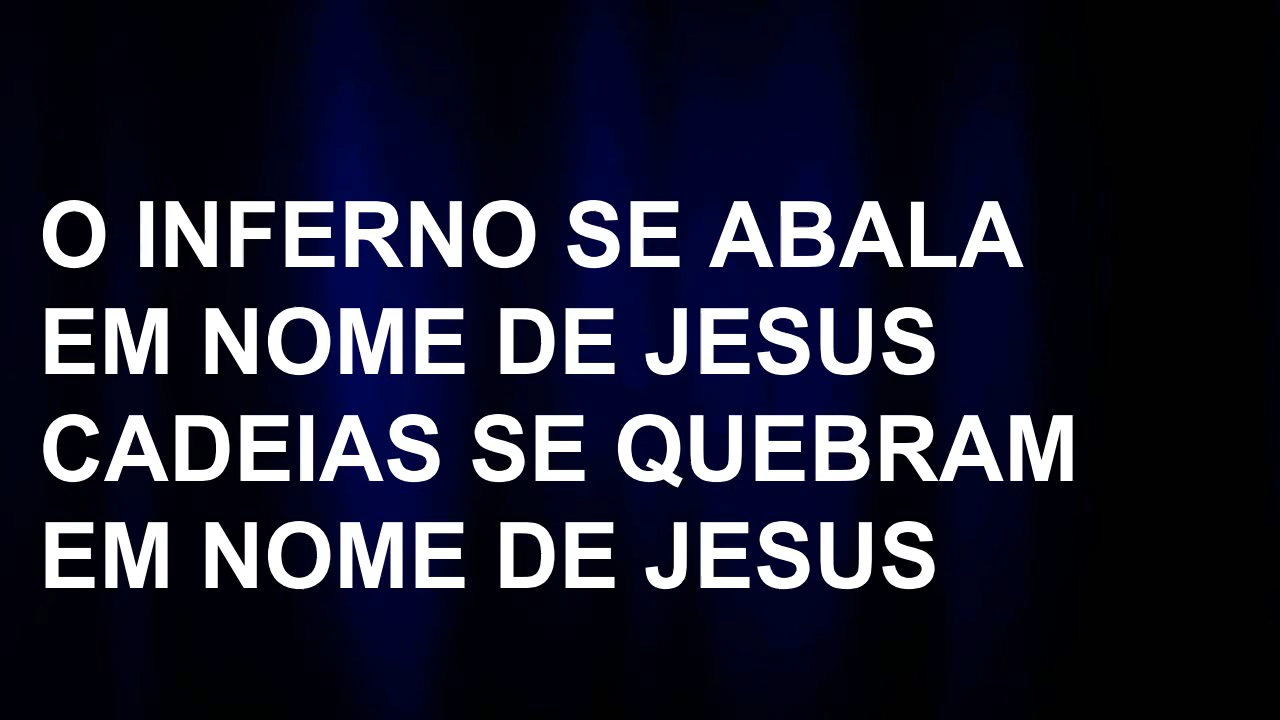 O INFERNO SE ABALA
EM NOME DE JESUS
CADEIAS SE QUEBRAM
EM NOME DE JESUS